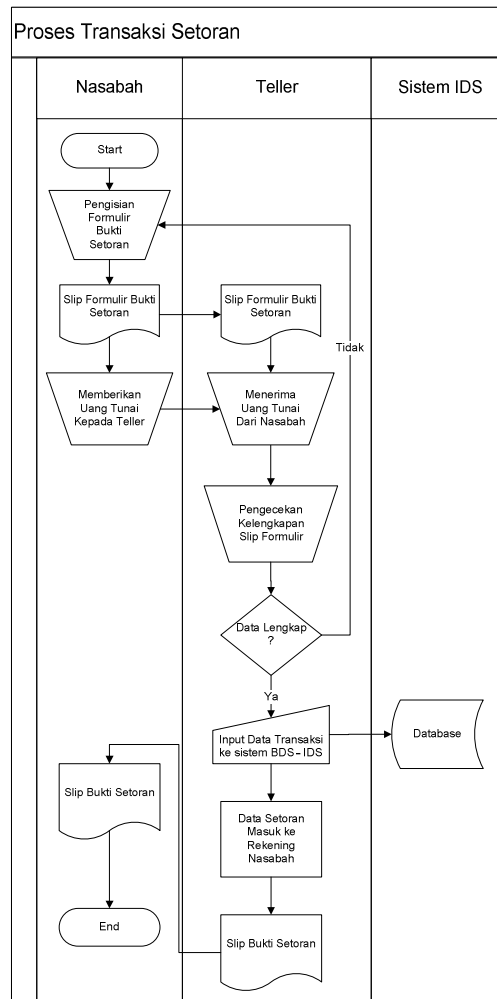 Proses Transaksi Setoran
Nasabah
Teller
Sistem IDS
Start
Pengisian
Formulir
Bukti
Setoran
Slip Formulir Bukti
Setoran
Slip Formulir Bukti
Setoran
Tidak
Memberikan
Uang Tunai
Kepada Teller
Menerima
Uang Tunai
Dari Nasabah
Pengecekan
Kelengkapan
Slip Formulir
Data Lengkap
?
Ya
Input Data Transaksi
ke sistem BDS - IDS
Database
Slip Bukti Setoran
Data Setoran
Masuk ke
Rekening
Nasabah
End
Slip Bukti Setoran